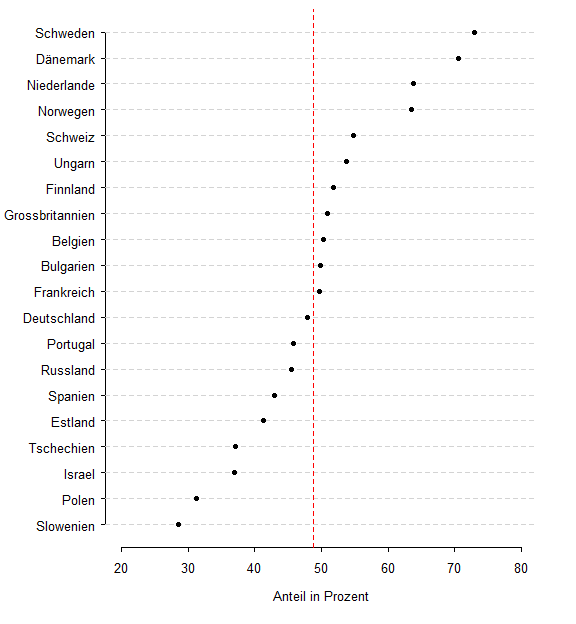 Schweden
Dänemark
Niederlande
Norwegen
Schweiz
Ungarn
Finnland
Grossbritannien
Belgien
Bulgarien
Frankreich
Deutschland
Portugal
Russland
Spanien
Estland
Tschechien
Israel
Polen
Slowenien
20 30 40 50 60 70 80
Anteil in Prozent